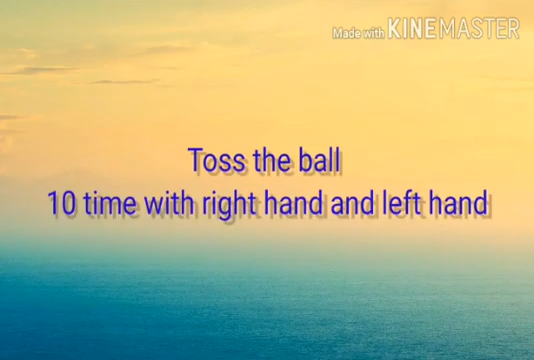 Made with KINEMASTER
Toss the ball
10 time with right hand and left hand